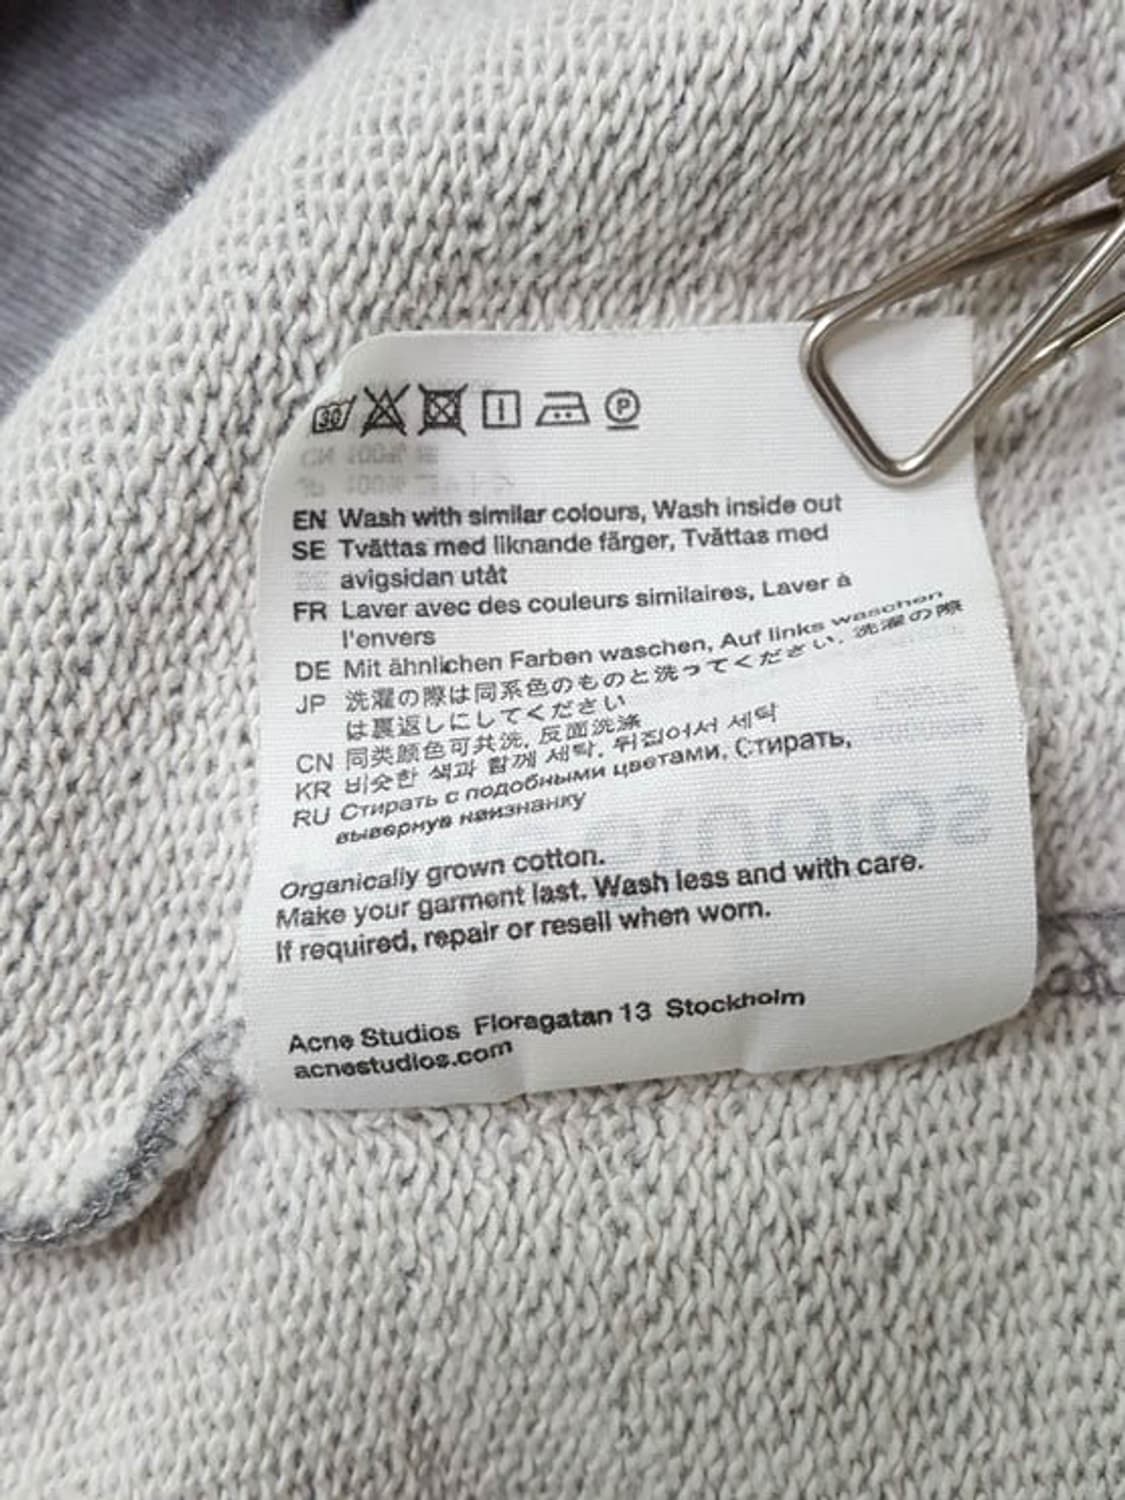 30 P
EN Wash with similar colours, Wash inside out
SE Tvättas med liknande färger, Tvättas med
avigsidan utåt
FR Laver avec des couleurs similaires, Laver à
l'envers
DE Mit ähnlichen Farben waschen, Auf links waschen
JP 洗濯の際は同系色のものと洗ってください. 洗濯の際
は裏返しにしてください
CN 同类颜色可共洗, 反面洗涤
KR 비슷한 색과 함께 세탁. 뒤집어서 세탁
RU Стирать с подобными цветами, Стирать,
вывернув наизнанку
Organically grown cotton.
Make your garment last. Wash less and with care.
If required, repair or resell when worn.
Acne Studios Floragatan 13 Stockholm
acnestudios.com